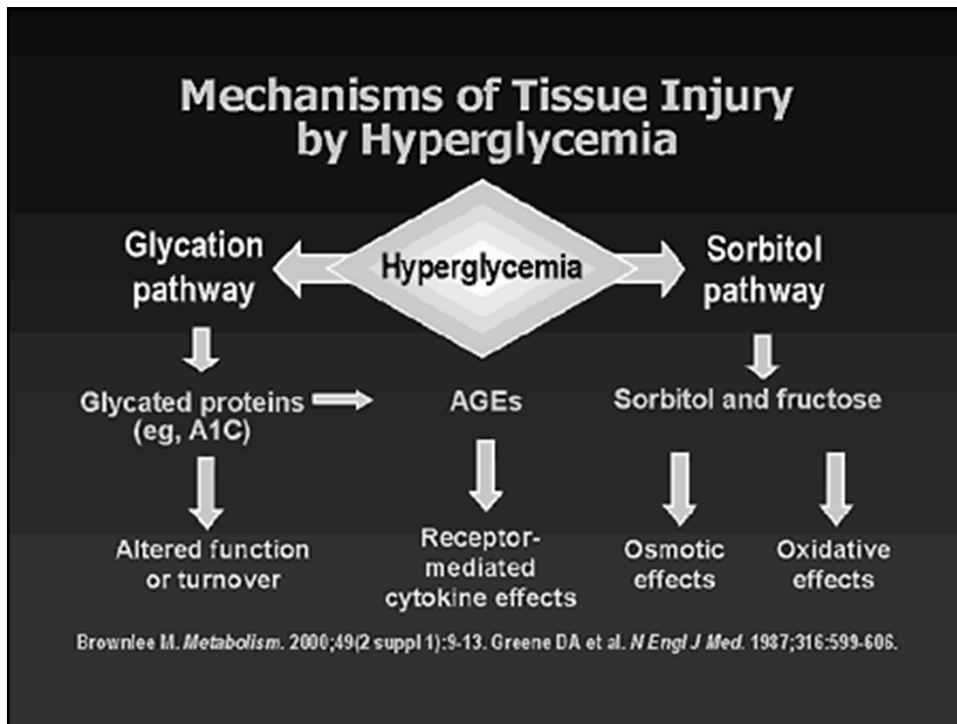 Mechanisms of Tissue Injury
by Hyperglycemia
Glycation
pathway
Hyperglycemia
Sorbitol
pathway
Glycated proteins
(eg, A1C)
AGEs
Sorbitol and fructose
Altered function
or turnover
Receptor-
mediated
cytokine effects
Osmotic
effects
Oxidative
effects
Brownlee M. Metabolism. 2000;49(2 suppl 1):9-13. Greene DA et al. N Engl J Med. 1987;316:599-606.